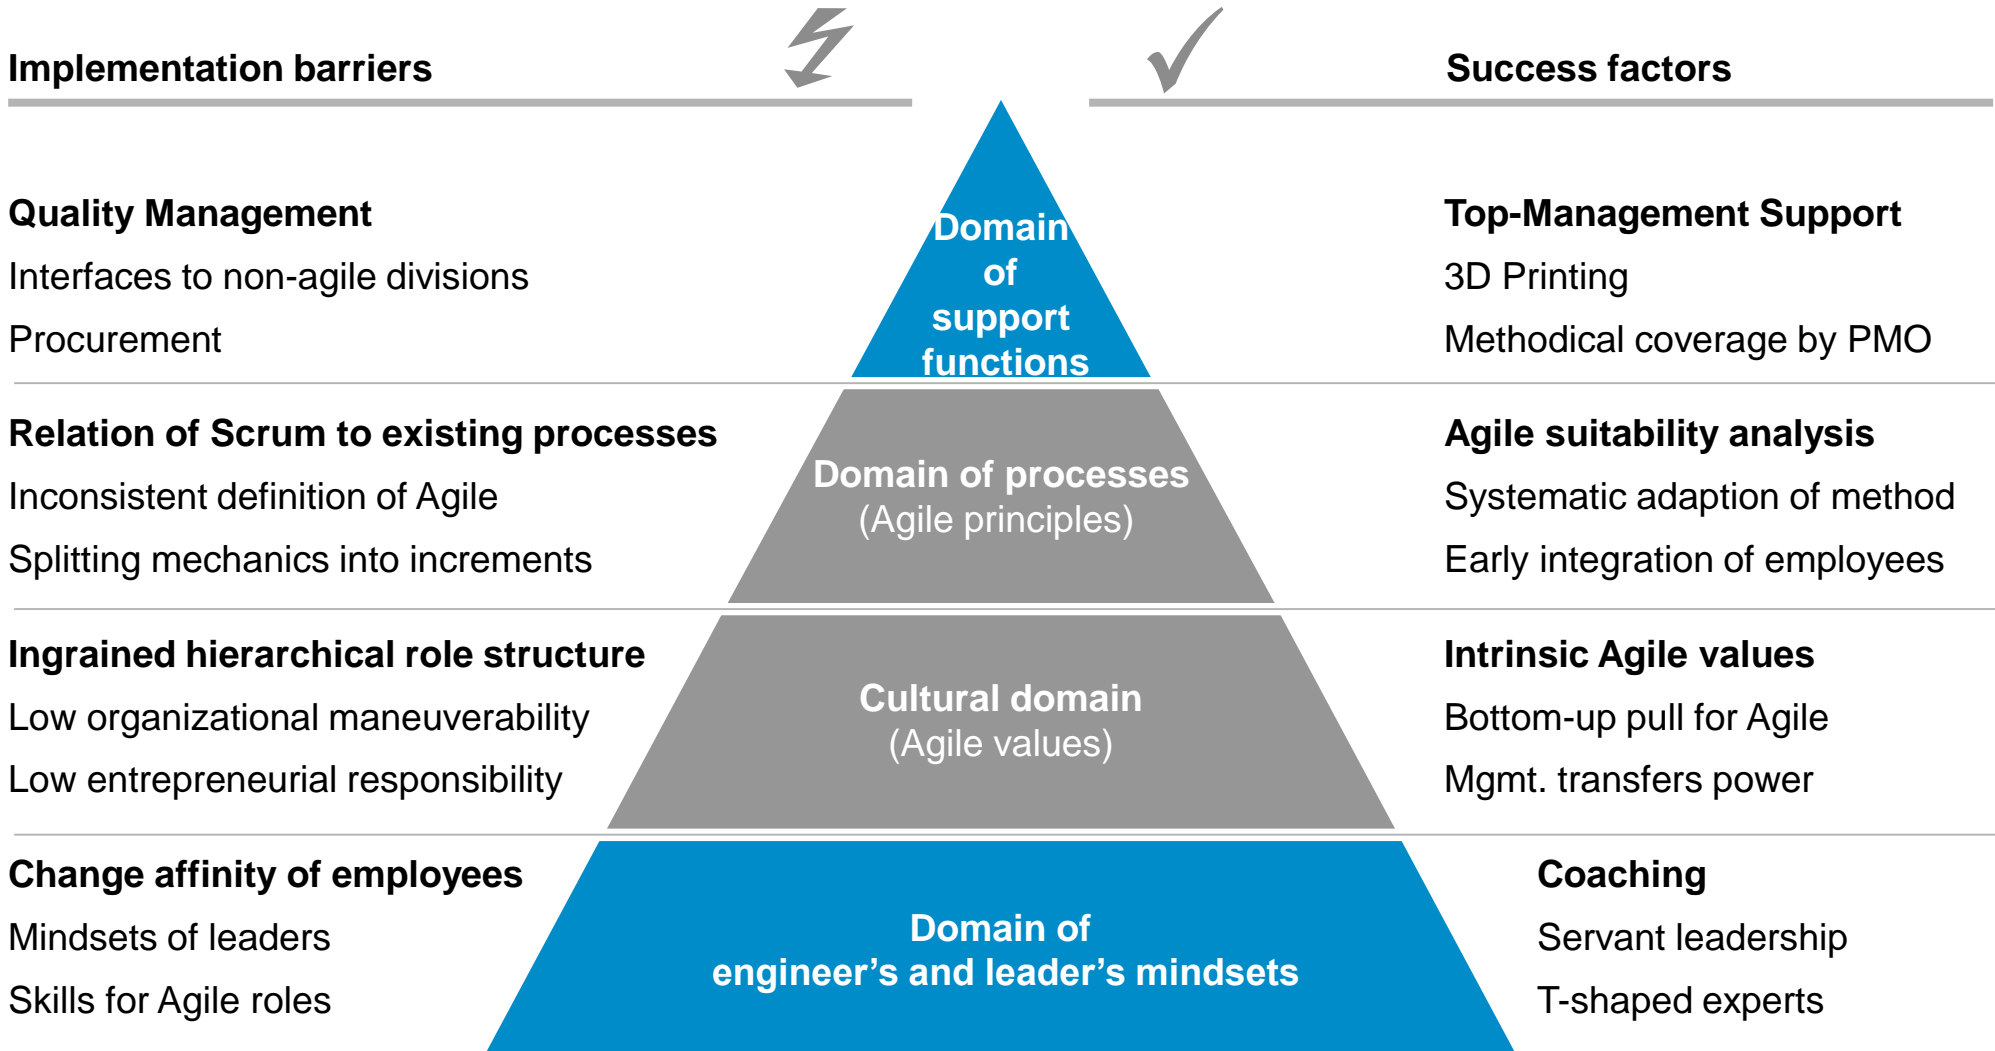 Implementation barriers
Success factors
Quality Management
Interfaces to non-agile divisions
Procurement
Domain
of
support
functions
Top-Management Support
3D Printing
Methodical coverage by PMO
Relation of Scrum to existing processes
Inconsistent definition of Agile
Splitting mechanics into increments
Domain of processes
(Agile principles)
Agile suitability analysis
Systematic adaption of method
Early integration of employees
Ingrained hierarchical role structure
Low organizational maneuverability
Low entrepreneurial responsibility
Cultural domain
(Agile values)
Intrinsic Agile values
Bottom-up pull for Agile
Mgmt. transfers power
Change affinity of employees
Mindsets of leaders
Skills for Agile roles
Domain of
engineer’s and leader’s mindsets
Coaching
Servant leadership
T-shaped experts